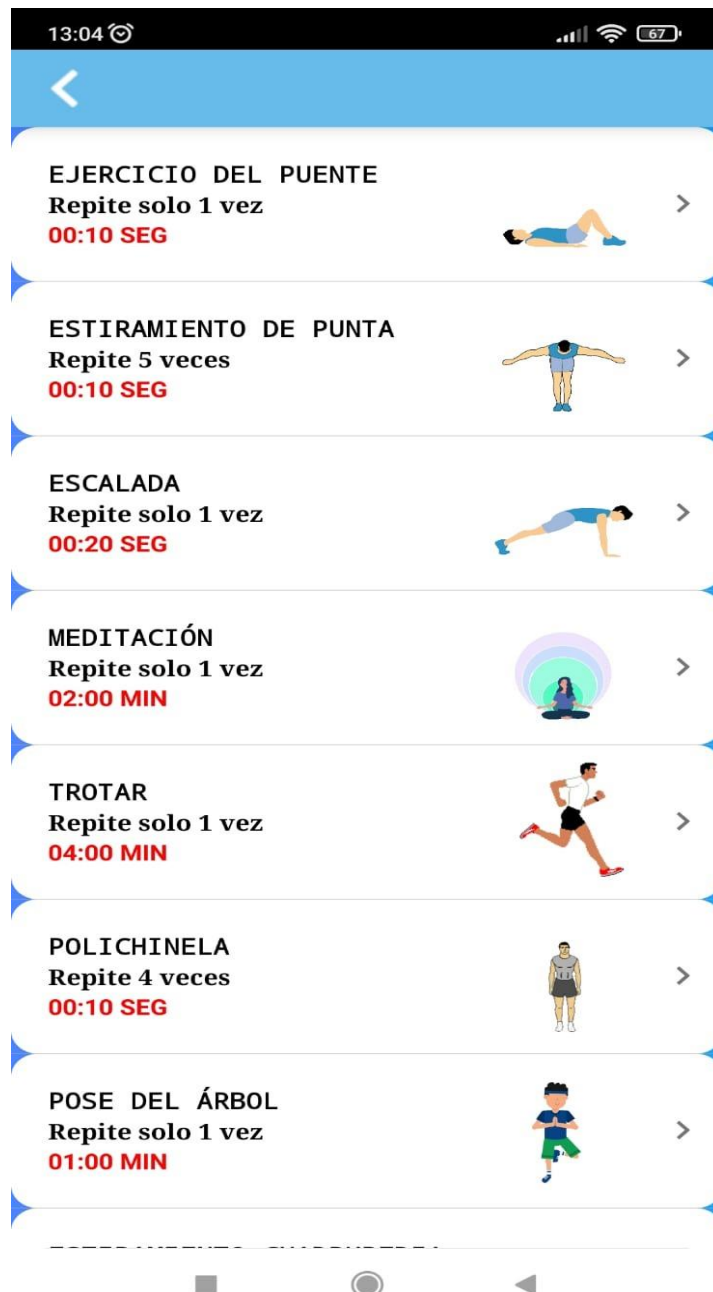 13:04
67
EJERCICIO DEL PUENTE
Repite solo 1 vez
00:10 SEG
ESTIRAMIENTO DE PUNTA
Repite 5 veces
00:10 SEG
ESCALADA
Repite solo 1 vez
00:20 SEG
MEDITACIÓN
Repite solo 1 vez
02:00 MIN
TROTAR
Repite solo 1 vez
04:00 MIN
POLICHINELA
Repite 4 veces
00:10 SEG
POSE DEL ÁRBOL
Repite solo 1 vez
01:00 MIN